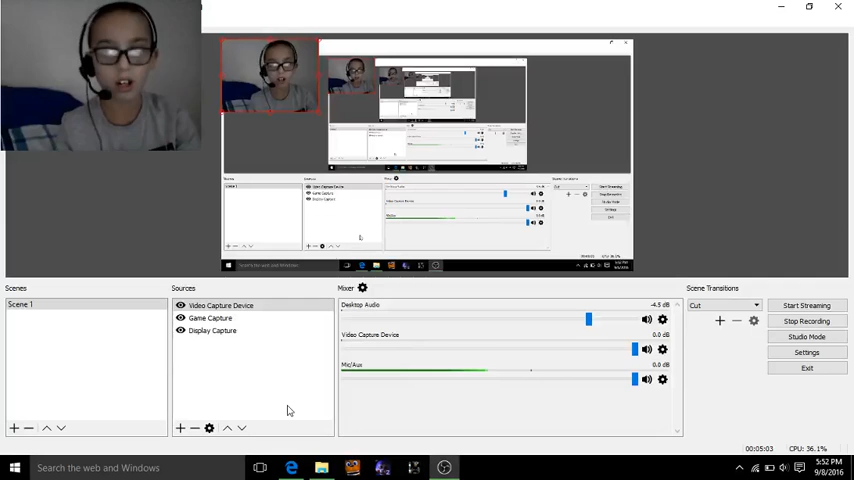 Scenes
Sources
Mixer
Scene Transitions
Scene 1
Video Capture Device
Game Capture
Display Capture
Desktop Audio
-4.5 dB
Video Capture Device
0.0 dB
Mic/Aux
0.0 dB
Cut
Start Streaming
Stop Recording
Studio Mode
Settings
Exit
00:05:03
CPU: 36.1%
Search the web and Windows
5:52 PM
9/8/2016